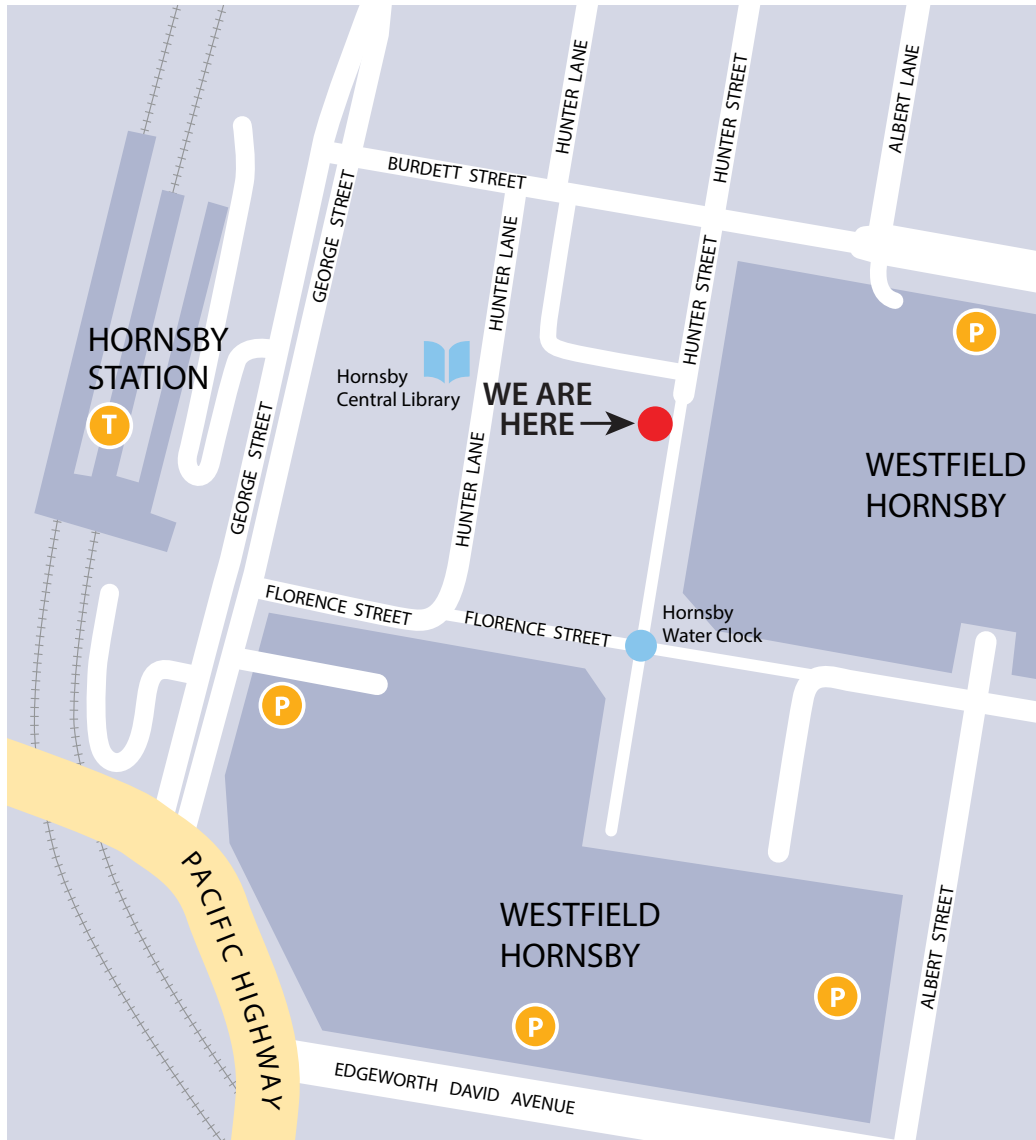 HUNTER LANE
HUNTER STREET
ALBERT LANE
BURDETT STREET
GEORGE STREET
HUNTER LANE
HUNTER STREET
P
HORNSBY
STATION
T
Hornsby
Central Library
WE ARE
HERE
WESTFIELD
HORNSBY
GEORGE STREET
HUNTER LANE
FLORENCE STREET
FLORENCE STREET
Hornsby
Water Clock
P
PACIFIC HIGHWAY
WESTFIELD
HORNSBY
ALBERT STREET
P
P
EDGEWORTH DAVID AVENUE